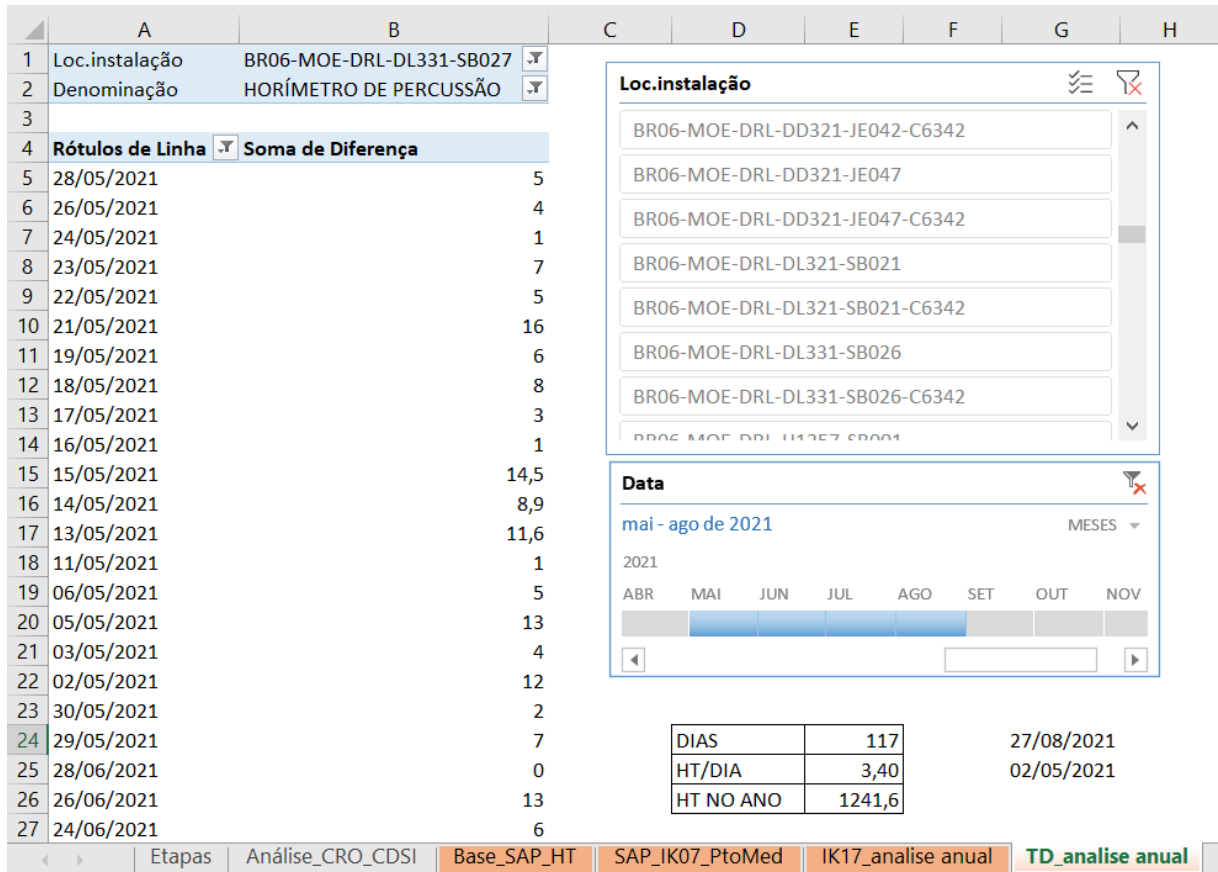 A B C D E F G H
1 Loc.instalação BR06-MOE-DRL-DL331-SB027
2 Denominação HORÍMETRO DE PERCUSSÃO
3
4 Rótulos de Linha Soma de Diferença
5 28/05/2021 5
6 26/05/2021 4
7 24/05/2021 1
8 23/05/2021 7
9 22/05/2021 5
10 21/05/2021 16
11 19/05/2021 6
12 18/05/2021 8
13 17/05/2021 3
14 16/05/2021 1
15 15/05/2021 14,5
16 14/05/2021 8,9
17 13/05/2021 11,6
18 11/05/2021 1
19 06/05/2021 5
20 05/05/2021 13
21 03/05/2021 4
22 02/05/2021 12
23 30/05/2021 2
24 29/05/2021 7
25 28/06/2021 0
26 26/06/2021 13
27 24/06/2021 6
Loc.instalação
BR06-MOE-DRL-DD321-JE042-C6342
BR06-MOE-DRL-DD321-JE047
BR06-MOE-DRL-DD321-JE047-C6342
BR06-MOE-DRL-DL321-SB021
BR06-MOE-DRL-DL321-SB021-C6342
BR06-MOE-DRL-DL331-SB026
BR06-MOE-DRL-DL331-SB026-C6342
Data
mai - ago de 2021 MESES
2021
ABR MAI JUN JUL AGO SET OUT NOV
DIAS 117 27/08/2021
HT/DIA 3,40 02/05/2021
HT NO ANO 1241,6
Etapas Análise_CRO_CDSI Base_SAP_HT SAP_IK07_PtoMed IK17_analise anual TD_analise anual